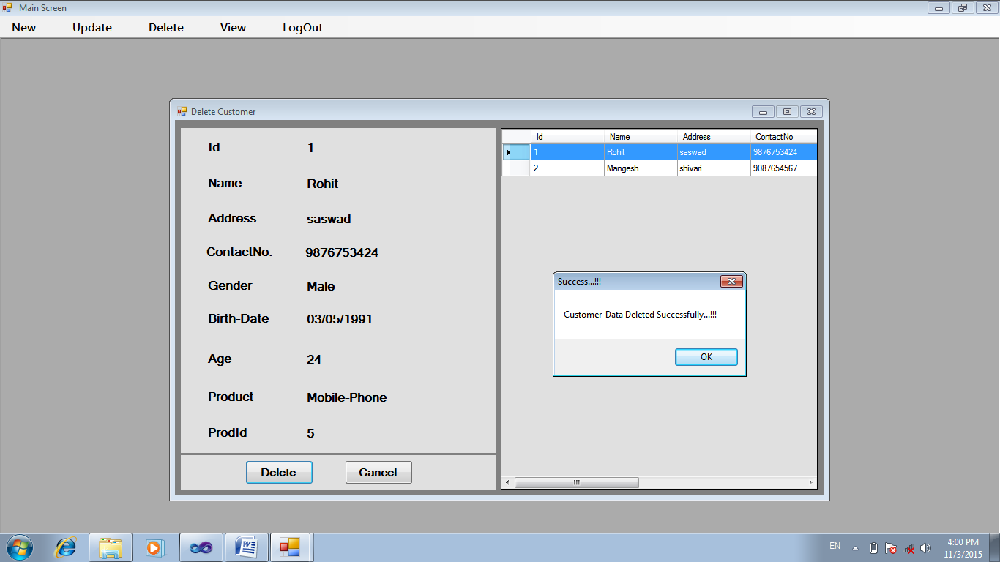 Main Screen
New Update Delete View LogOut
Delete Customer
Id 1
Name Rohit
Address saswad
ContactNo. 9876753424
Gender Male
Birth-Date 03/05/1991
Age 24
Product Mobile-Phone
ProdId 5
Delete Cancel
Id Name Address ContactNo
1 Rohit saswad 9876753424
2 Mangesh shivari 9087654567
Success...!!!
Customer-Data Deleted Successfully...!!!
OK
EN
4:00 PM
11/3/2015